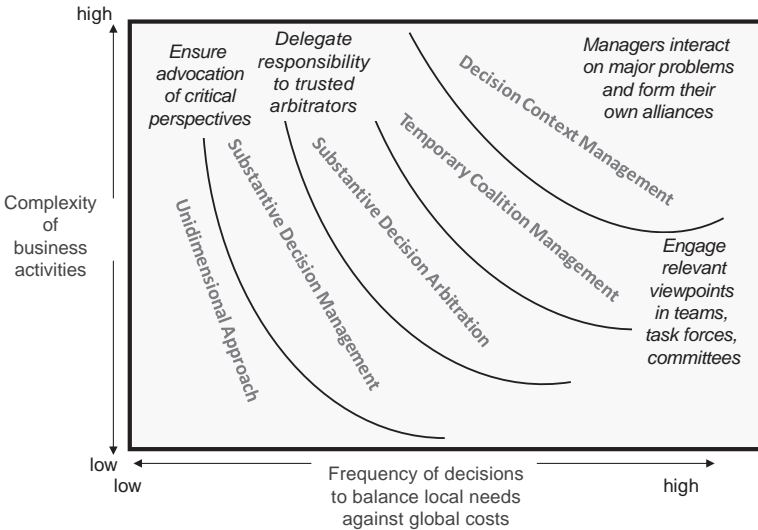 high
Ensure
advocation
of critical
perspectives
Delegate
responsibility
to trusted
arbitrators
Managers interact
on major problems
and form their
own alliances
Decision Context Management
Temporary Coalition Management
Substantive Decision Arbitration
Substantive Decision Management
Unidimensional Approach
Complexity
of
business
activities
Engage
relevant
viewpoints
in teams,
task forces,
committees
low
low
Frequency of decisions
to balance local needs
against global costs
high